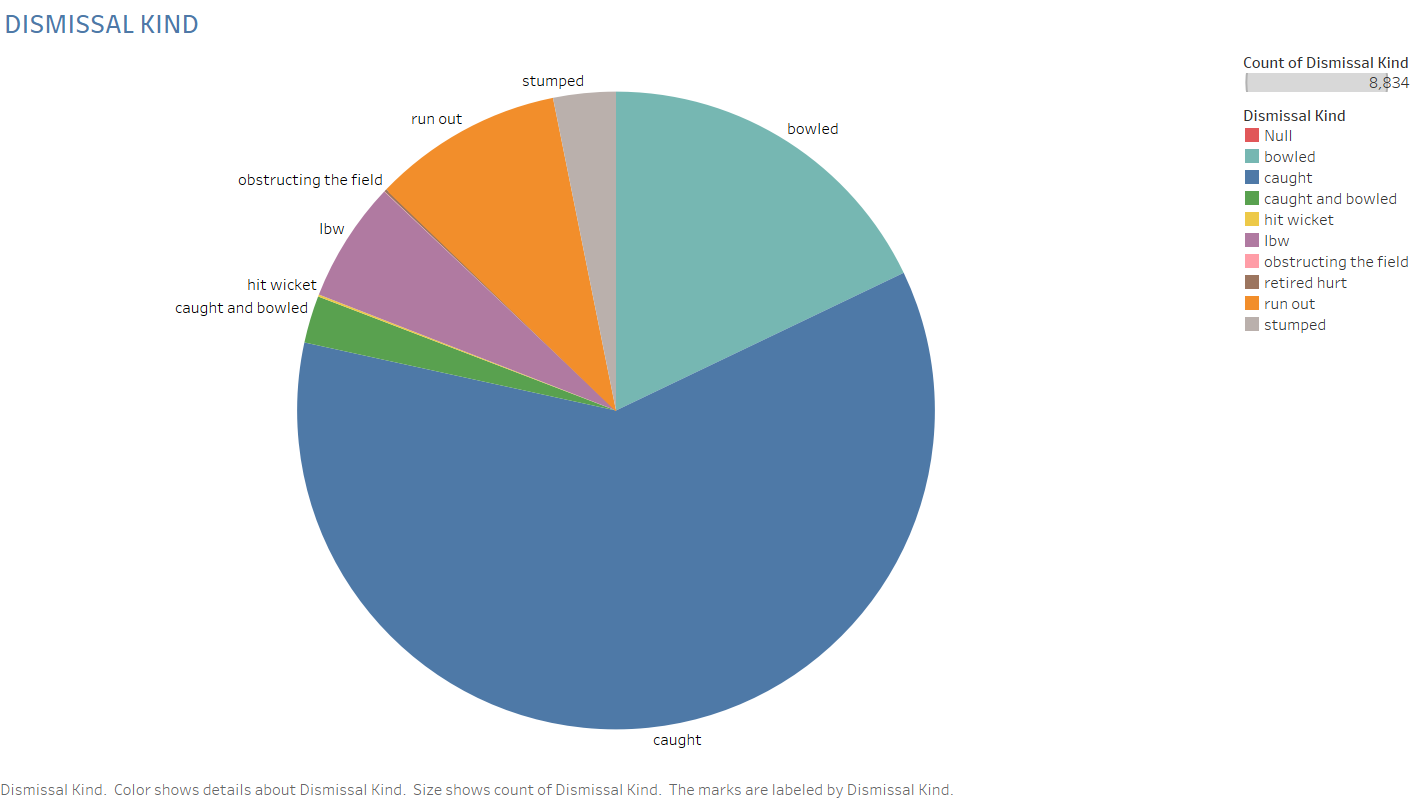 DISMISSAL KIND
Count of Dismissal Kind
8,834
Dismissal Kind
Null
bowled
caught
caught and bowled
hit wicket
lbw
obstructing the field
retired hurt
run out
stumped
stumped
run out
bowled
obstructing the field
lbw
hit wicket
caught and bowled
caught
Dismissal Kind. Color shows details about Dismissal Kind. Size shows count of Dismissal Kind. The marks are labeled by Dismissal Kind.